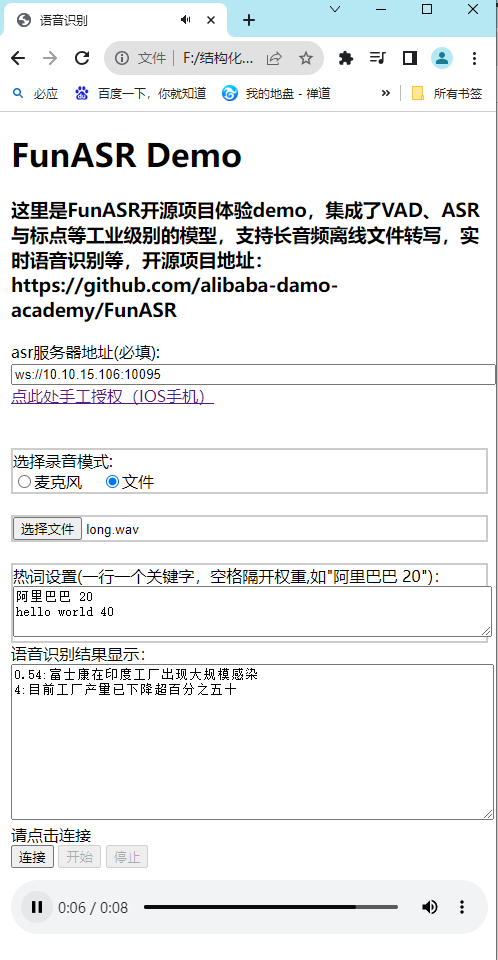 语音识别
文件 F:/结构化...
必应 百度一下，你就知道 我的地盘 - 禅道 » 所有书签
FunASR Demo
这里是FunASR开源项目体验demo，集成了VAD、ASR
与标点等工业级别的模型，支持长音频离线文件转写，实
时语音识别等，开源项目地址：
https://github.com/alibaba-damo-
academy/FunASR
asr服务器地址(必填):
ws://10.10.15.106:10095
点此处手工授权（IOS手机）
选择录音模式:
麦克风 文件
选择文件 long.wav
热词设置(一行一个关键字，空格隔开权重,如"阿里巴巴 20")：
阿里巴巴 20
hello world 40
语音识别结果显示：
0.54:富士康在印度工厂出现大规模感染
4:目前工厂产量已下降超百分之五十
请点击连接
连接 开始 停止
0:06 / 0:08